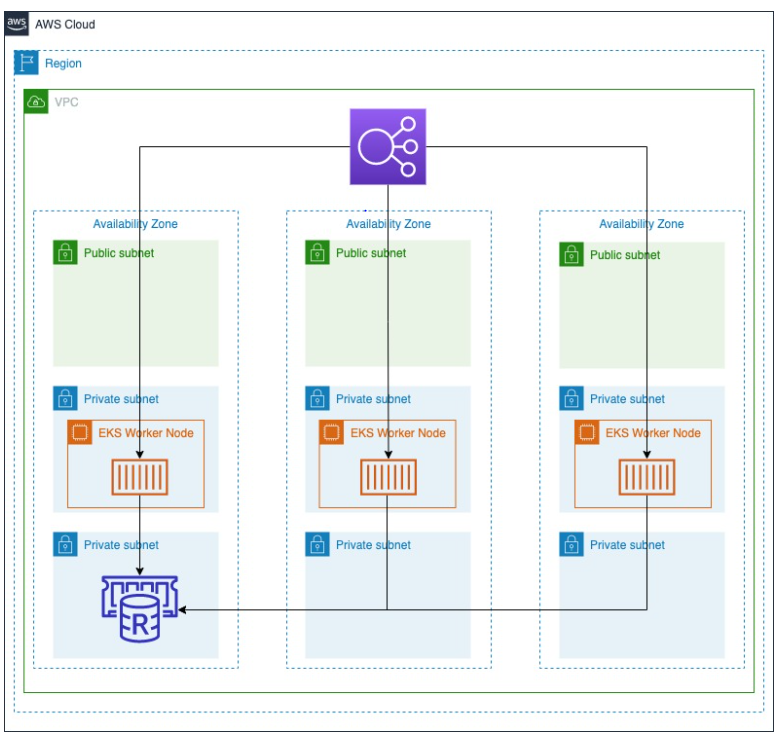 aws
AWS Cloud
Region
VPC
Availability Zone
Availability Zone
Availability Zone
Public subnet
Public subnet
Public subnet
Private subnet
Private subnet
Private subnet
EKS Worker Node
EKS Worker Node
EKS Worker Node
Private subnet
Private subnet
Private subnet
R